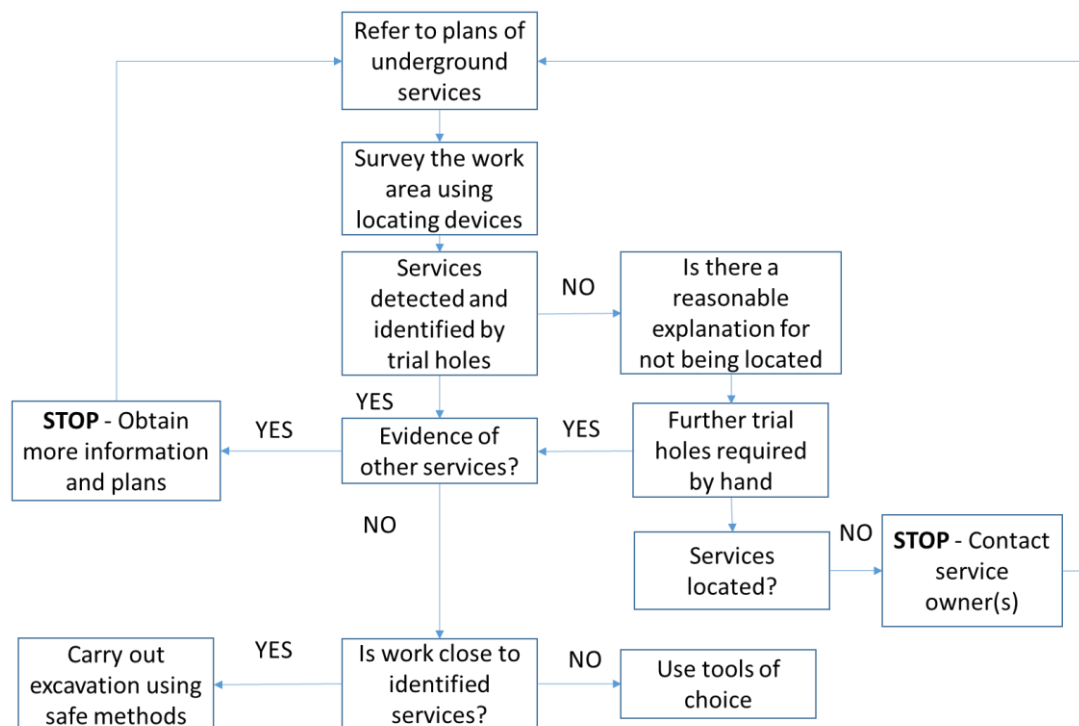 Refer to plans of
underground
services
Survey the work
area using
locating devices
Services
detected and
identified by
trial holes
NO
Is there a
reasonable
explanation for
not being located
YES
STOP - Obtain
more information
and plans
YES
Evidence of
other services?
YES
Further trial
holes required
by hand
NO
Services
located?
NO
STOP - Contact
service
owner(s)
Carry out
excavation using
safe methods
YES
Is work close to
identified
services?
NO
Use tools of
choice